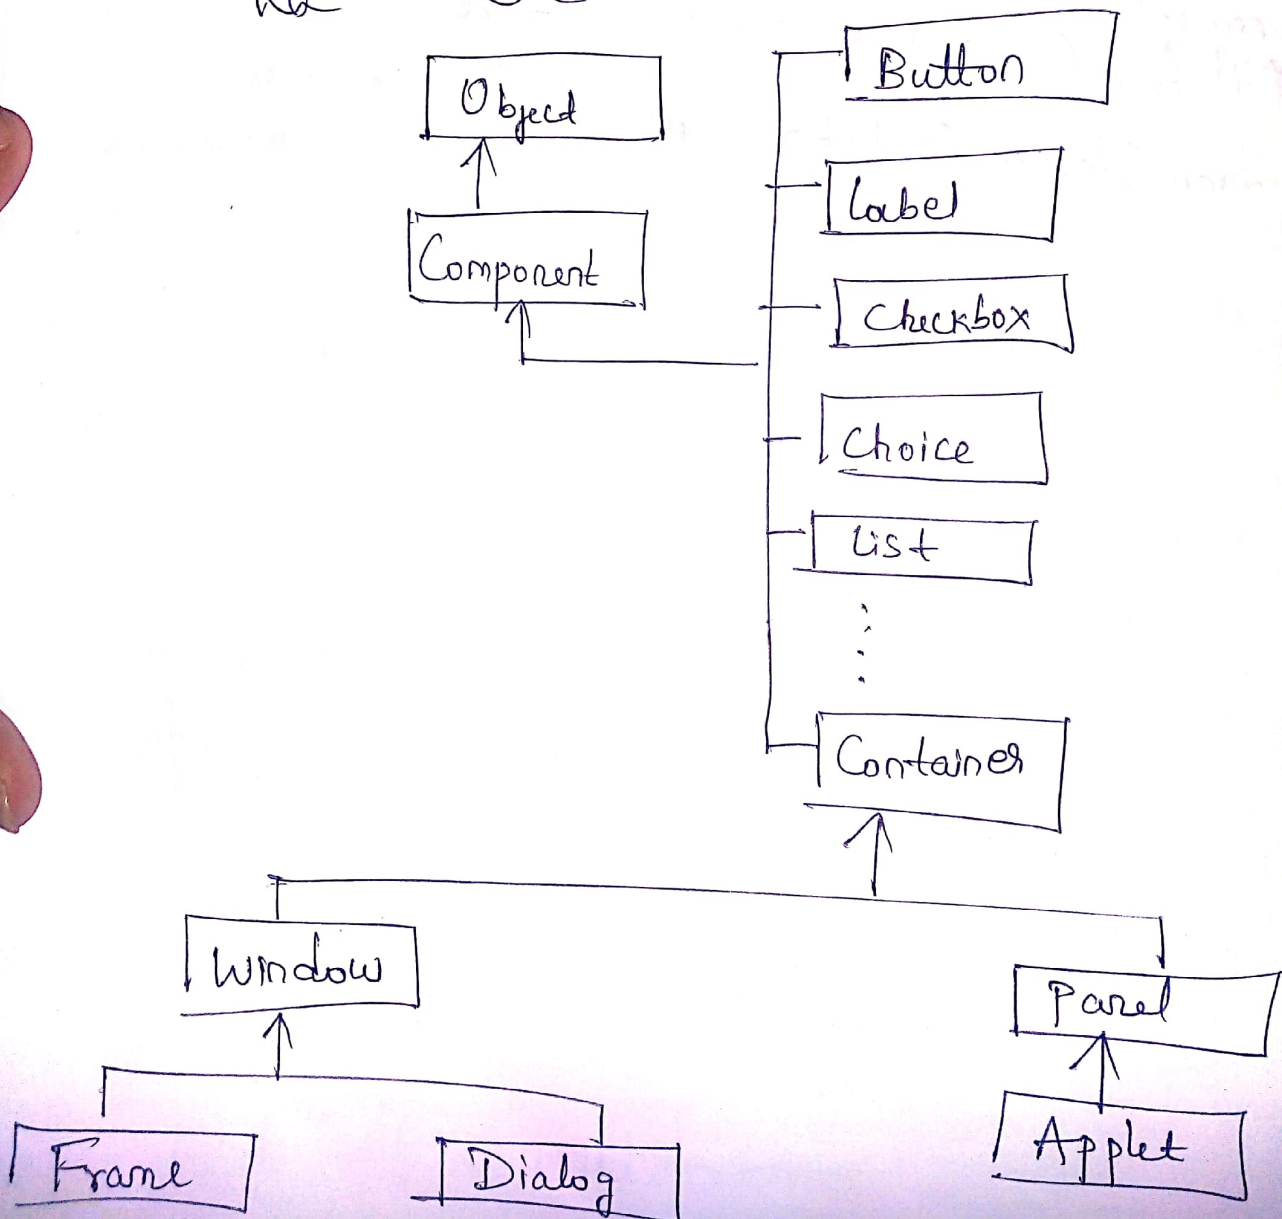 Object
Button
Label
Component
Checkbox
Choice
List
Container
Window
Panel
Frame
Dialog
Applet